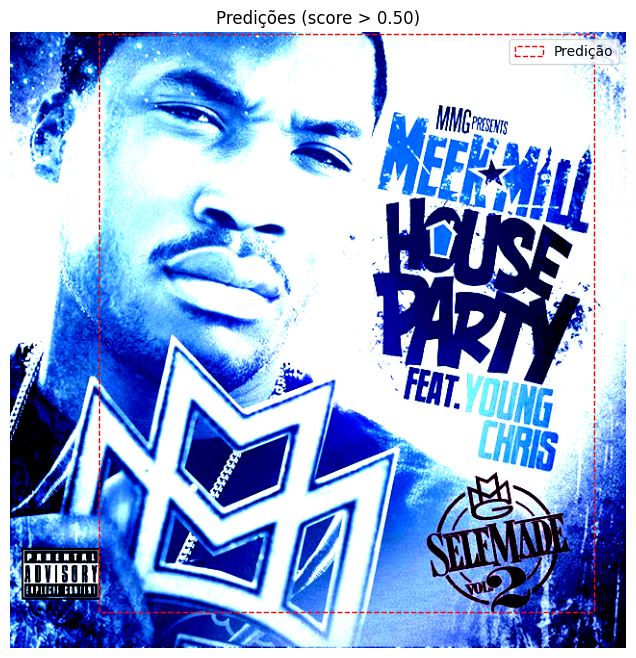 Predições (score > 0.50)
Predição
MMG PRESENTS
MEEK MILL
HOUSE
PARTY
FEAT. YOUNG
CHRIS
MMG
SELFMADE
VOL. 2
PARENTAL
ADVISORY
EXPLICIT CONTENT